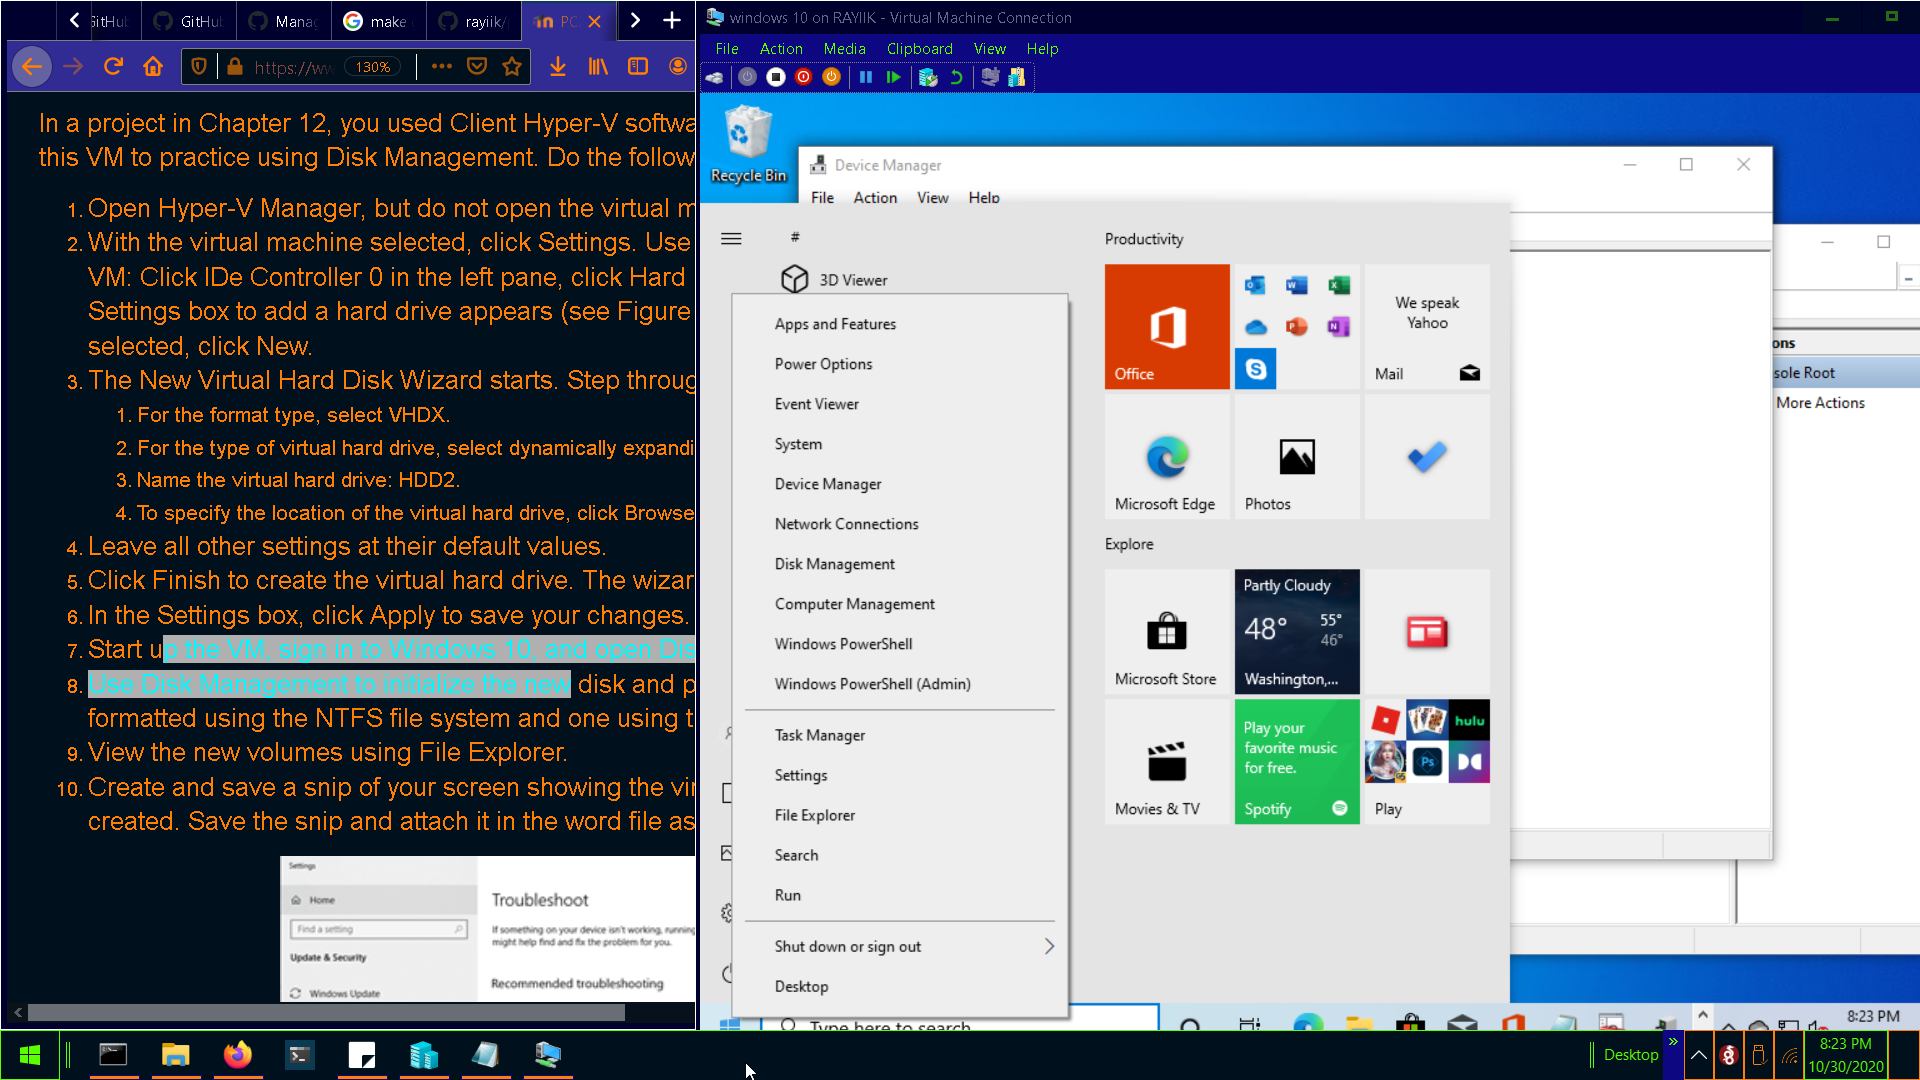 GitHub
GitHub
Manag
make
rayiik/
PC
https://ww
130%
In a project in Chapter 12, you used Client Hyper-V softwa
this VM to practice using Disk Management. Do the follow
1. Open Hyper-V Manager, but do not open the virtual m
2. With the virtual machine selected, click Settings. Use
VM: Click IDe Controller 0 in the left pane, click Hard
Settings box to add a hard drive appears (see Figure
selected, click New.
3. The New Virtual Hard Disk Wizard starts. Step throug
1. For the format type, select VHDX.
2. For the type of virtual hard drive, select dynamically expandi
3. Name the virtual hard drive: HDD2.
4. To specify the location of the virtual hard drive, click Browse
4. Leave all other settings at their default values.
5. Click Finish to create the virtual hard drive. The wizar
6. In the Settings box, click Apply to save your changes.
7. Start up the VM, sign in to Windows 10, and open Dis
8. Use Disk Management to initialize the new disk and p
formatted using the NTFS file system and one using t
9. View the new volumes using File Explorer.
10. Create and save a snip of your screen showing the vir
created. Save the snip and attach it in the word file as
Settings
Home
Find a setting
Update & Security
Windows Update
Troubleshoot
If something on your device isn't working, running
might help find and fix the problem for you.
Recommended troubleshooting
windows 10 on RAYIIK - Virtual Machine Connection
File Action Media Clipboard View Help
Recycle Bin
Device Manager
File Action View Help
#
3D Viewer
Apps and Features
Power Options
Event Viewer
System
Device Manager
Network Connections
Disk Management
Computer Management
Windows PowerShell
Windows PowerShell (Admin)
Task Manager
Settings
File Explorer
Search
Run
Shut down or sign out
Desktop
Productivity
Office
We speak
Yahoo
Mail
Microsoft Edge
Photos
Explore
Microsoft Store
Partly Cloudy
48° 55°
46°
Washington,...
Movies & TV
Play your
favorite music
for free.
Spotify
hulu
Ps
Play
ons
sole Root
More Actions
Type here to search
8:23 PM
Desktop
8:23 PM
10/30/2020